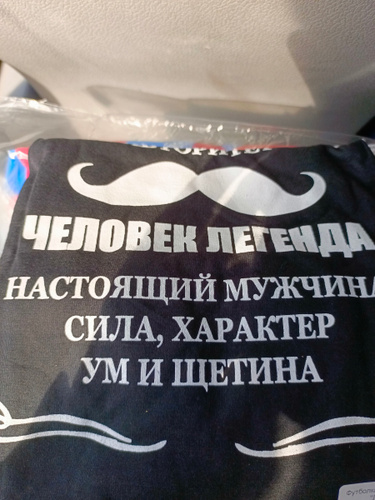 ЧЕЛОВЕК ЛЕГЕНДА
НАСТОЯЩИЙ МУЖЧИНА
СИЛА, ХАРАКТЕР
УМ И ЩЕТИНА